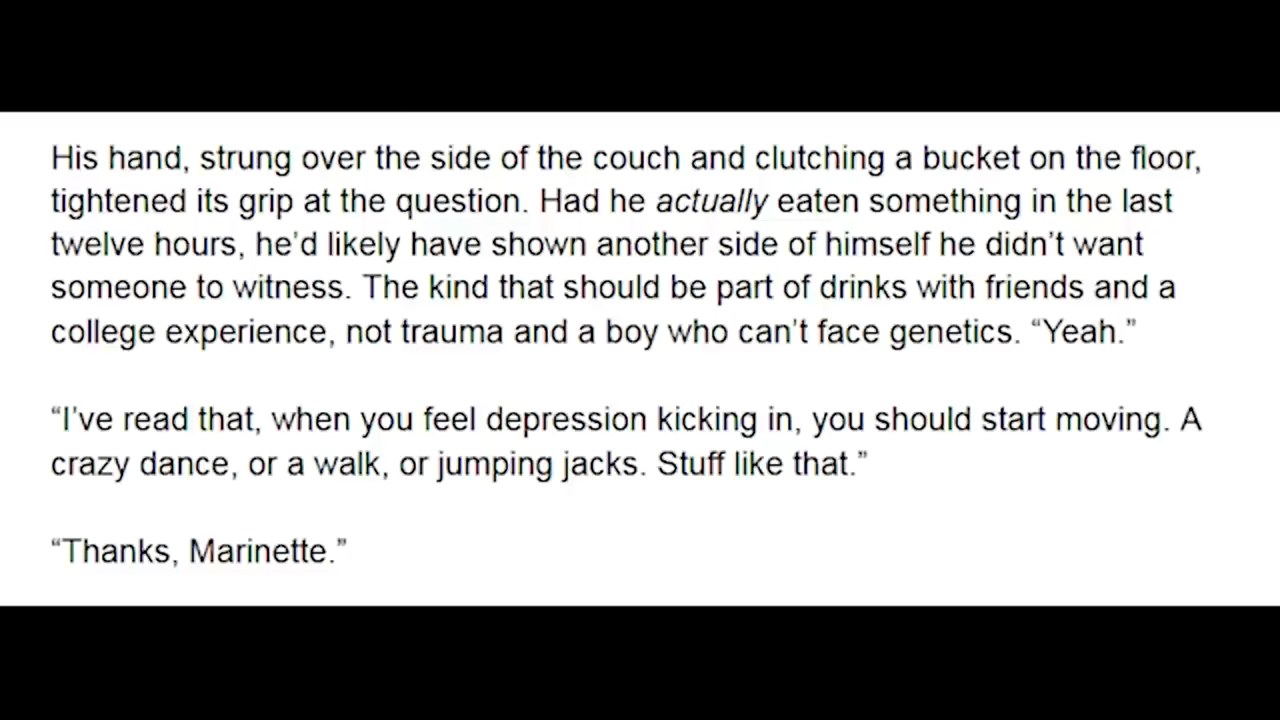 His hand, strung over the side of the couch and clutching a bucket on the floor,
tightened its grip at the question. Had he actually eaten something in the last
twelve hours, he’d likely have shown another side of himself he didn’t want
someone to witness. The kind that should be part of drinks with friends and a
college experience, not trauma and a boy who can’t face genetics. “Yeah.”
“I’ve read that, when you feel depression kicking in, you should start moving. A
crazy dance, or a walk, or jumping jacks. Stuff like that.”
“Thanks, Marinette.”